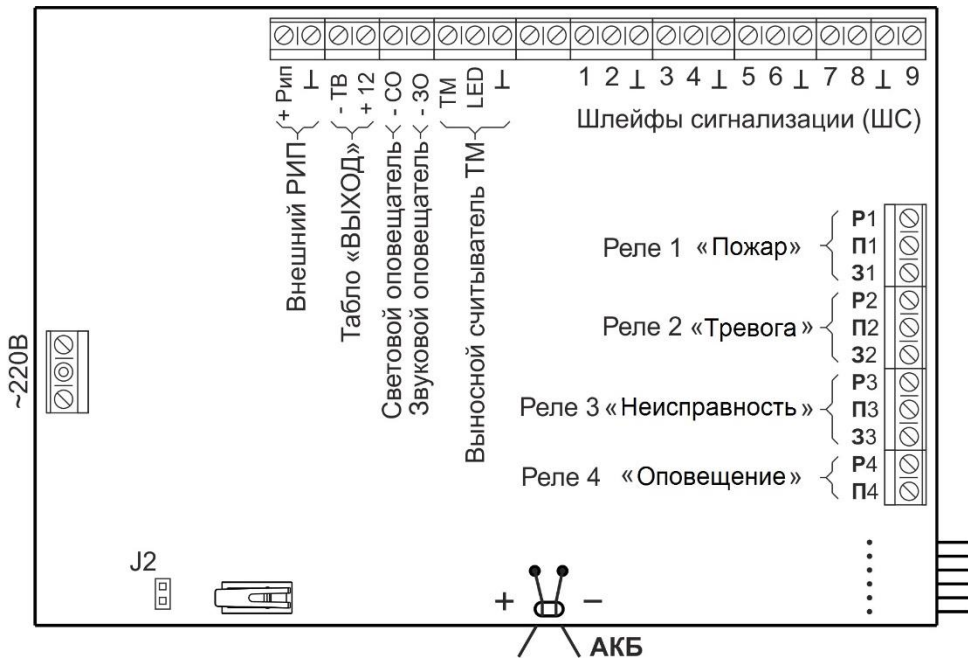 + Рип
⊥
- ТВ
+ 12
- СО
- ЗО
ТМ
LED
⊥
1 2 ⊥ 3 4 ⊥ 5 6 ⊥ 7 8 ⊥ 9
Шлейфы сигнализации (ШС)
Внешний РИП
Табло «ВЫХОД»
Световой оповещатель
Звуковой оповещатель
Выносной считыватель ТМ
Реле 1 «Пожар»
Р1
П1
З1
Реле 2 «Тревога»
Р2
П2
З2
Реле 3 «Неисправность»
Р3
П3
З3
Реле 4 «Оповещение»
Р4
П4
~220В
J2
+ −
АКБ